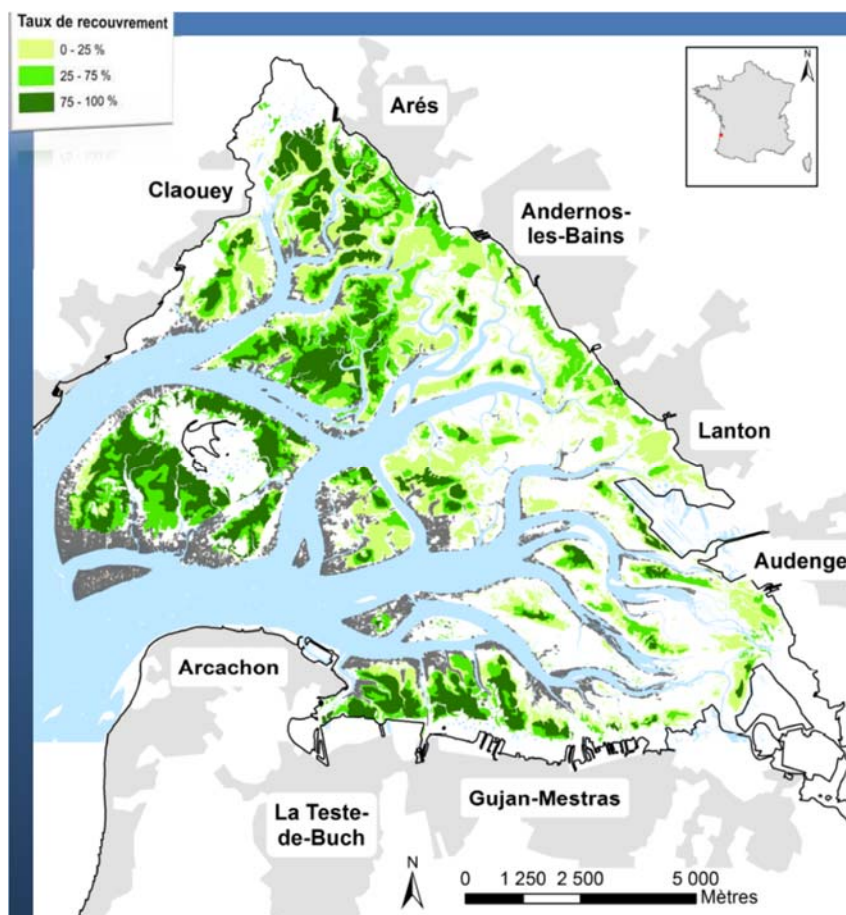 Taux de recouvrement
0 - 25 %
25 - 75 %
75 - 100 %
N
Arés
Claouey
Andernos-
les-Bains
Lanton
Audenge
Arcachon
La Teste-
de-Buch
Gujan-Mestras
N
0 1 250 2 500 5 000
Mètres